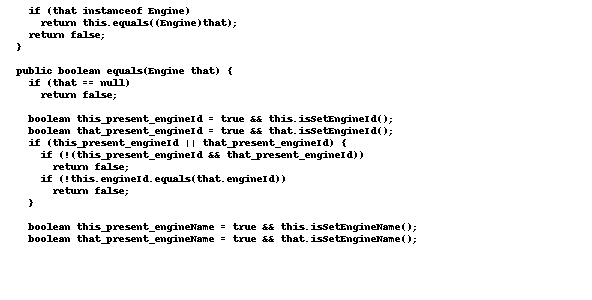 if (that instanceof Engine)
return this.equals((Engine)that);
return false;
}
public boolean equals(Engine that) {
if (that == null)
return false;
boolean this_present_engineId = true && this.isSetEngineId();
boolean that_present_engineId = true && that.isSetEngineId();
if (this_present_engineId || that_present_engineId) {
if (!(this_present_engineId && that_present_engineId))
return false;
if (!this.engineId.equals(that.engineId))
return false;
}
boolean this_present_engineName = true && this.isSetEngineName();
boolean that_present_engineName = true && that.isSetEngineName();